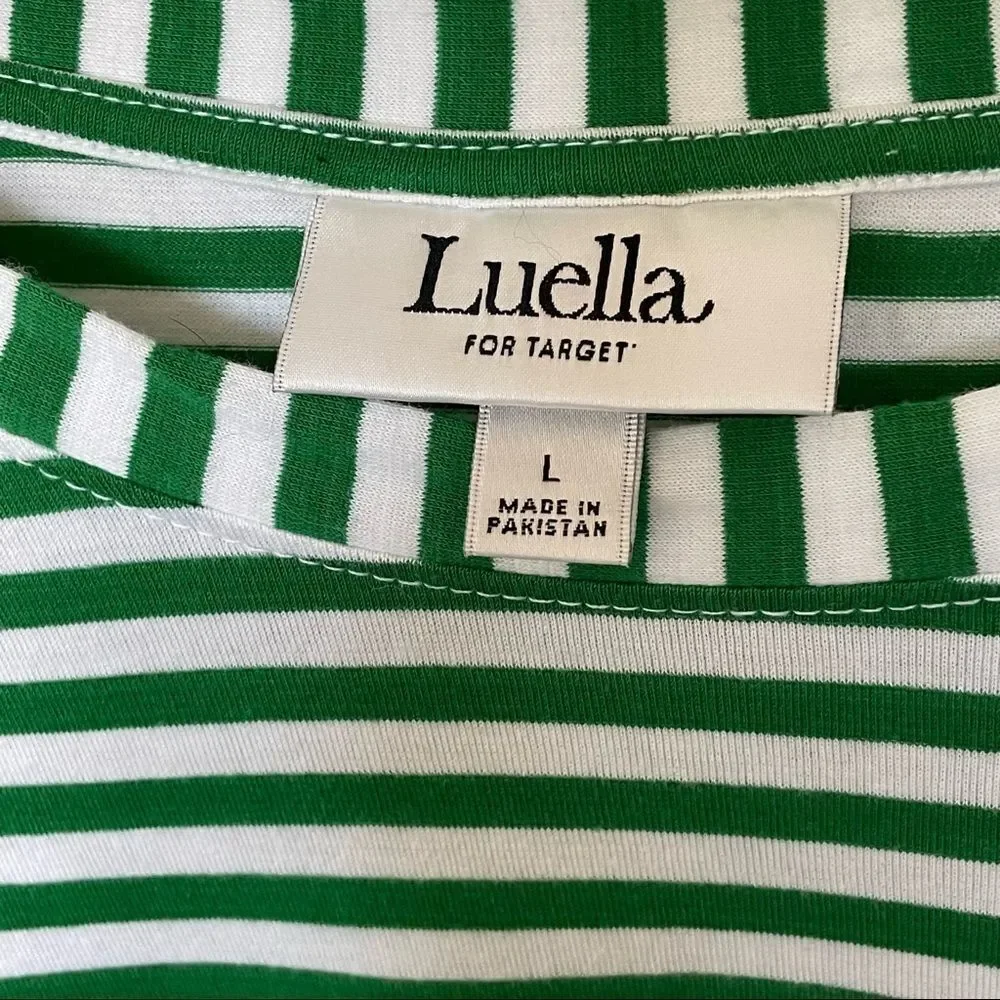 Luella
FOR TARGET
L
MADE IN
PAKISTAN